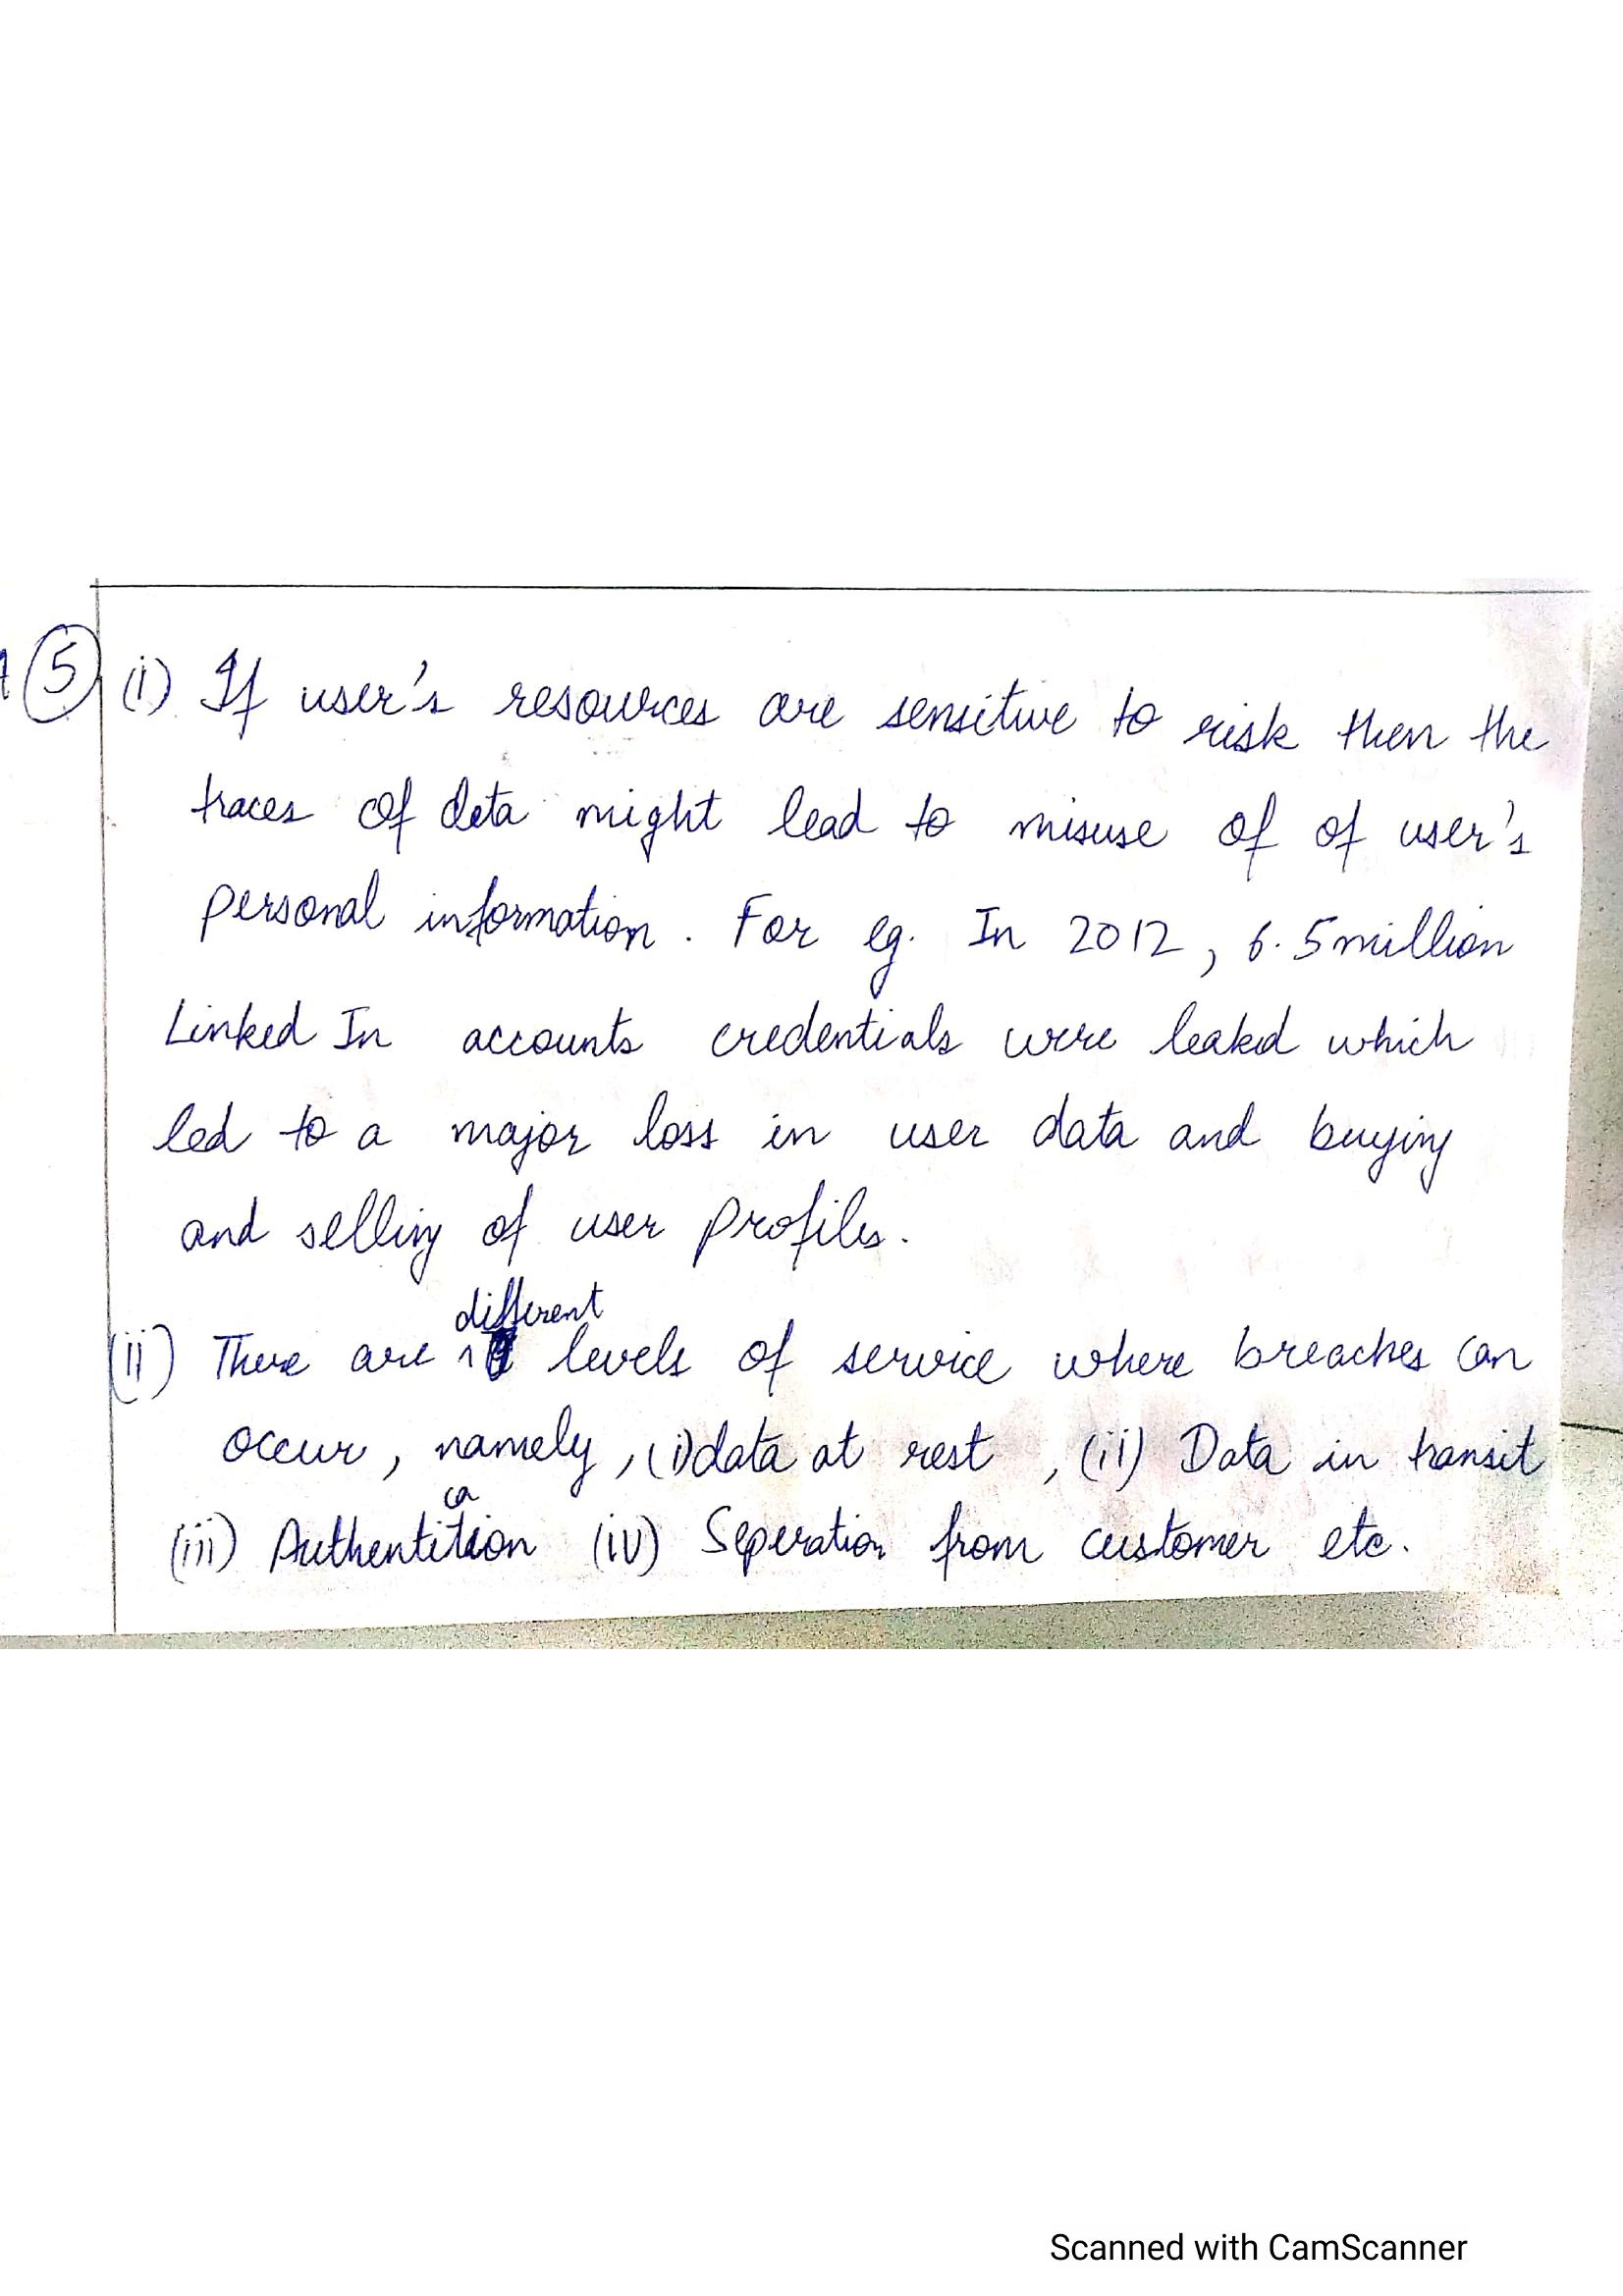 5 (i) If user's resources are sensitive to risk then the
traces of data might lead to misuse of of user's
personal information. For eg. In 2012, 6.5 million
Linked In accounts credentials were leaked which
led to a major loss in user data and buying
and selling of user profiles.
different
(ii) There are ^ levels of service where breaches can
occur, namely, (i) data at rest, (ii) Data in transit
ca
(iii) Authentition (iv) Seperation from customer etc.
Scanned with CamScanner